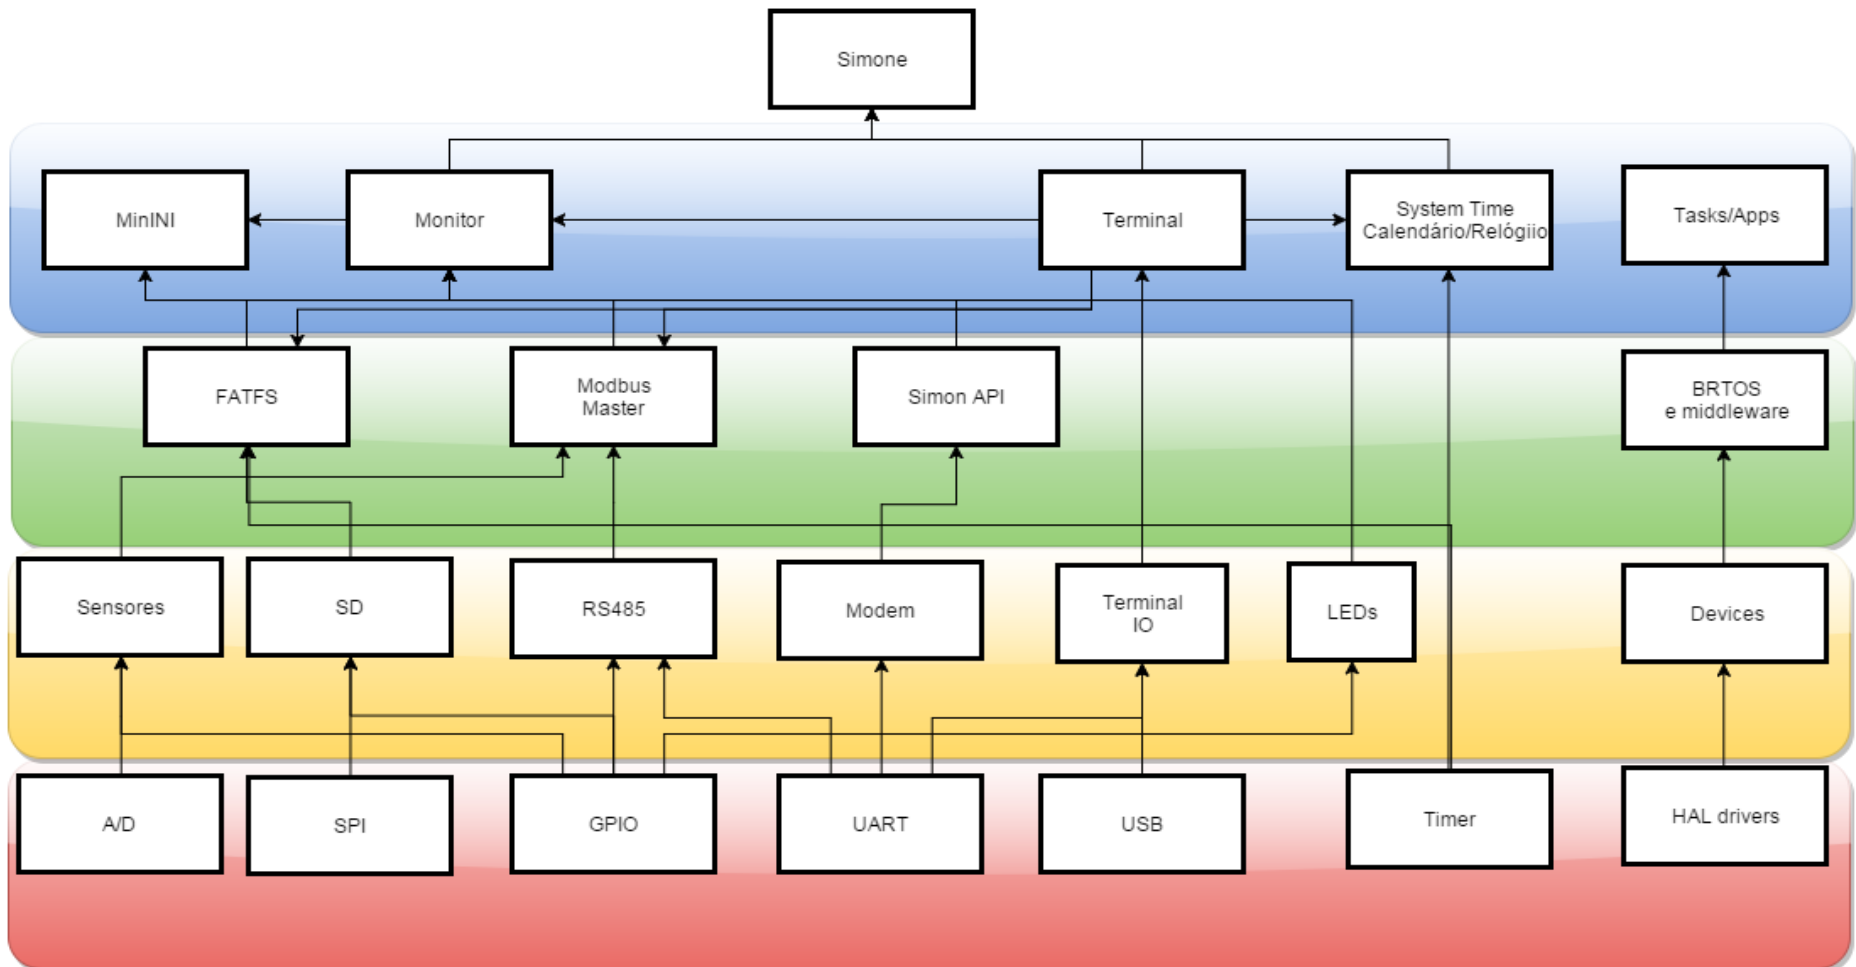 Simone
MinINI
Monitor
Terminal
System Time
Calendário/Relógiio
Tasks/Apps
FATFS
Modbus
Master
Simon API
BRTOS
e middleware
Sensores
SD
RS485
Modem
Terminal
IO
LEDs
Devices
A/D
SPI
GPIO
UART
USB
Timer
HAL drivers